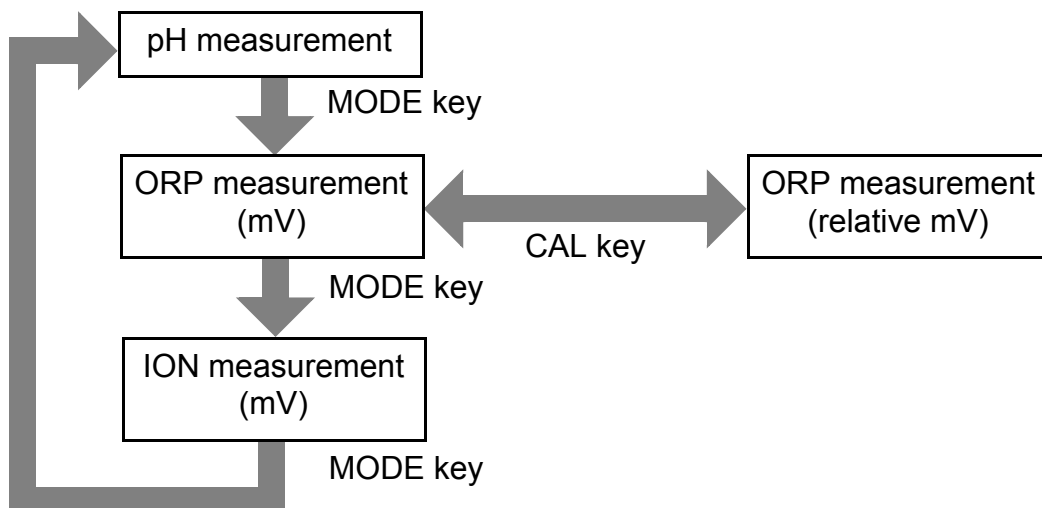 pH measurement
MODE key
ORP measurement
(mV)
CAL key
ORP measurement
(relative mV)
MODE key
ION measurement
(mV)
MODE key